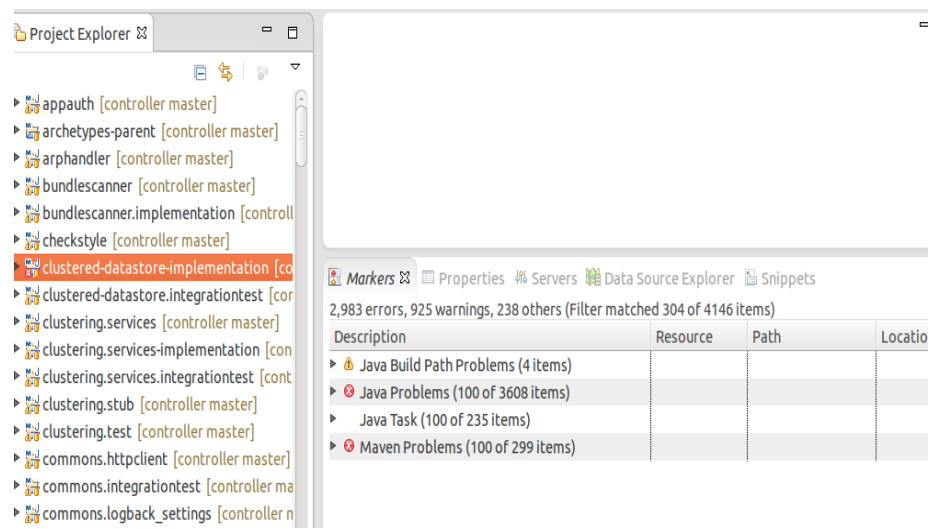 Project Explorer
appauth [controller master]
archetypes-parent [controller master]
arphandler [controller master]
bundlescanner [controller master]
bundlescanner.implementation [controll
checkstyle [controller master]
clustered-datastore-implementation [co
clustered-datastore.integrationtest [cor
clustering.services [controller master]
clustering.services-implementation [con
clustering.services.integrationtest [cont
clustering.stub [controller master]
clustering.test [controller master]
commons.httpclient [controller master]
commons.integrationtest [controller ma
commons.logback_settings [controller n
Markers Properties Servers Data Source Explorer Snippets
2,983 errors, 925 warnings, 238 others (Filter matched 304 of 4146 items)
Description Resource Path Locatio
Java Build Path Problems (4 items)
Java Problems (100 of 3608 items)
Java Task (100 of 235 items)
Maven Problems (100 of 299 items)